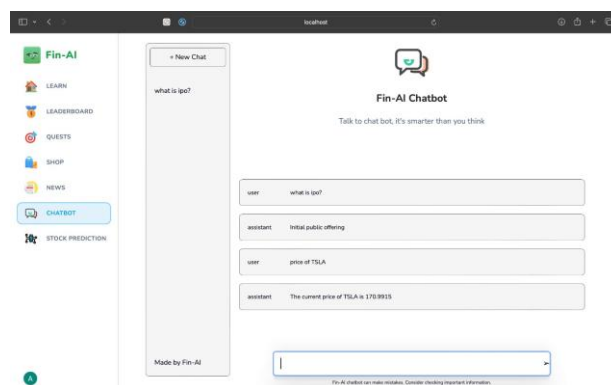 localhost
Fin-AI
LEARN
LEADERBOARD
QUESTS
SHOP
NEWS
CHATBOT
STOCK PREDICTION
A
+ New Chat
what is ipo?
Made by Fin-AI
Fin-AI Chatbot
Talk to chat bot, it's smarter than you think
user what is ipo?
assistant Initial public offering
user price of TSLA
assistant The current price of TSLA is 170.9915
Fin-AI chatbot can make mistakes. Consider checking important information.